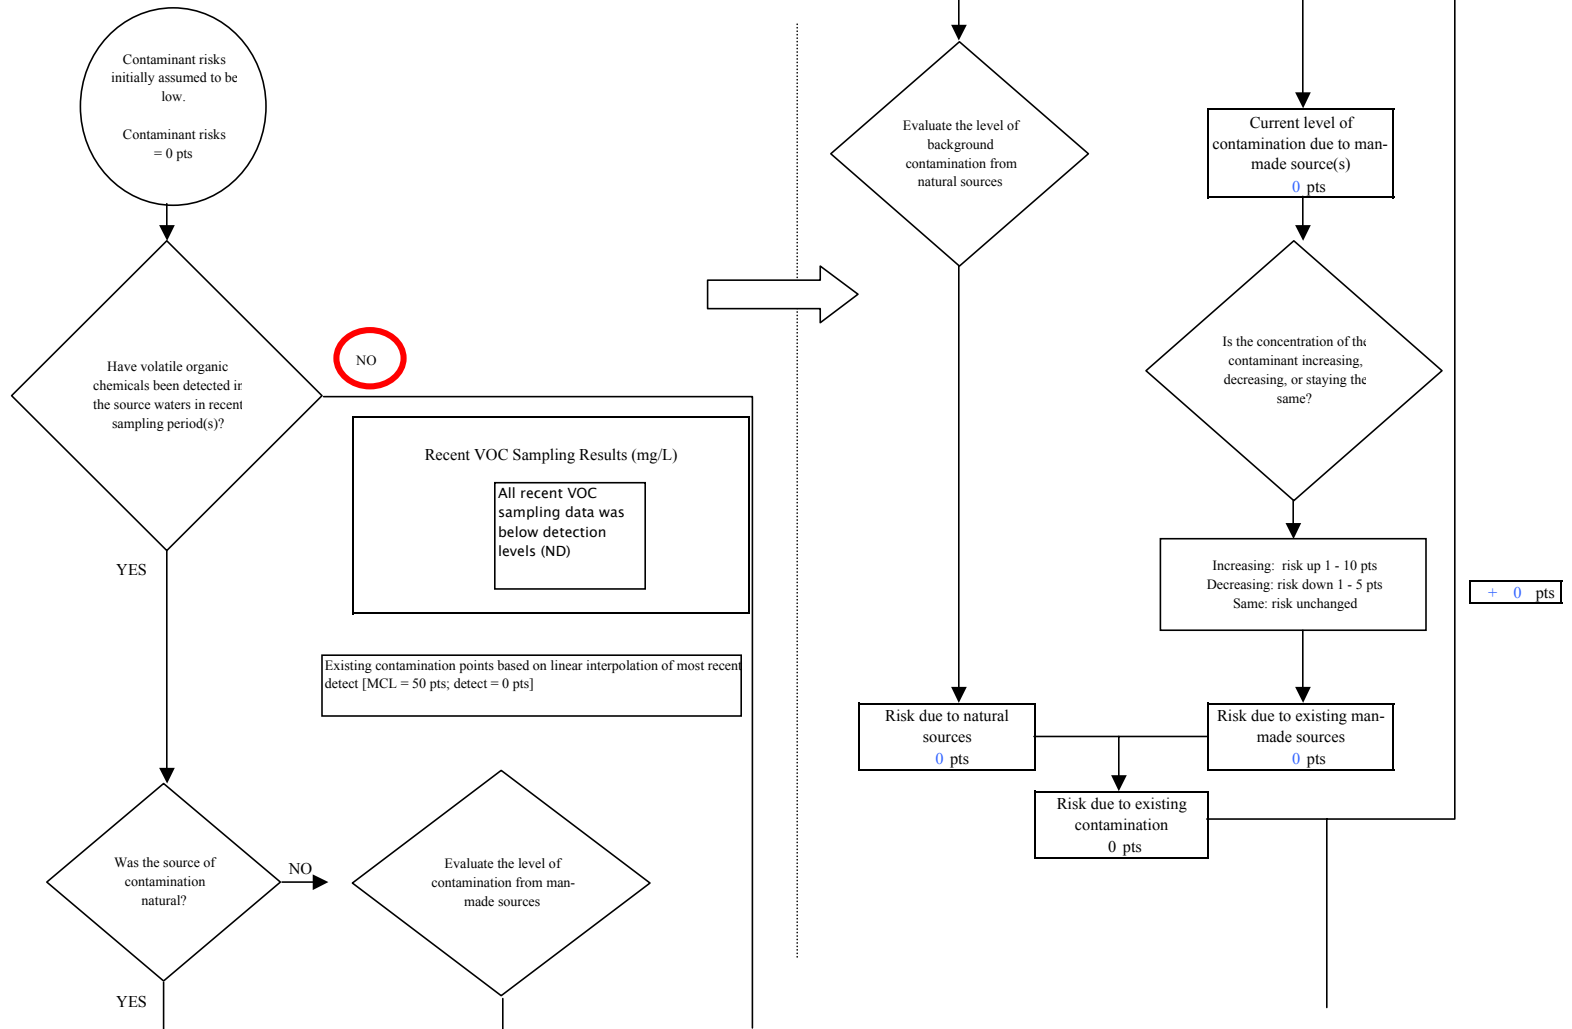 Contaminant risks
initially assumed to be
low.
Contaminant risks
= 0 pts
Have volatile organic
chemicals been detected in
the source waters in recent
sampling period(s)?
NO
Recent VOC Sampling Results (mg/L)
All recent VOC
sampling data was
below detection
levels (ND)
YES
Existing contamination points based on linear interpolation of most recent
detect [MCL = 50 pts; detect = 0 pts]
Was the source of
contamination
natural?
NO
Evaluate the level of
contamination from man-
made sources
YES
Evaluate the level of
background
contamination from
natural sources
Current level of
contamination due to man-
made source(s)
0 pts
Is the concentration of the
contaminant increasing,
decreasing, or staying the
same?
Increasing: risk up 1 - 10 pts
Decreasing: risk down 1 - 5 pts
Same: risk unchanged
+ 0 pts
Risk due to natural
sources
0 pts
Risk due to existing man-
made sources
0 pts
Risk due to existing
contamination
0 pts